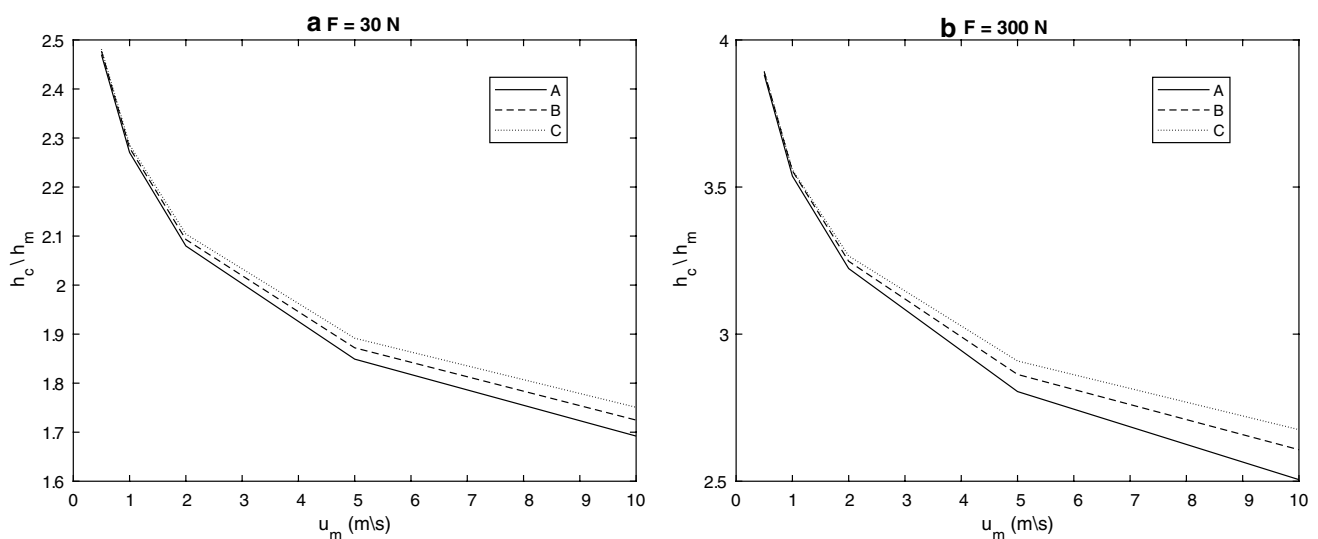 a F = 30 N
2.5
2.4
2.3
2.2
2.1
2
1.9
1.8
1.7
1.6
h_c \ h_m
0 1 2 3 4 5 6 7 8 9 10
u_m (m\s)
A
B
C
b F = 300 N
4
3.5
3
2.5
h_c \ h_m
0 1 2 3 4 5 6 7 8 9 10
u_m (m\s)
A
B
C